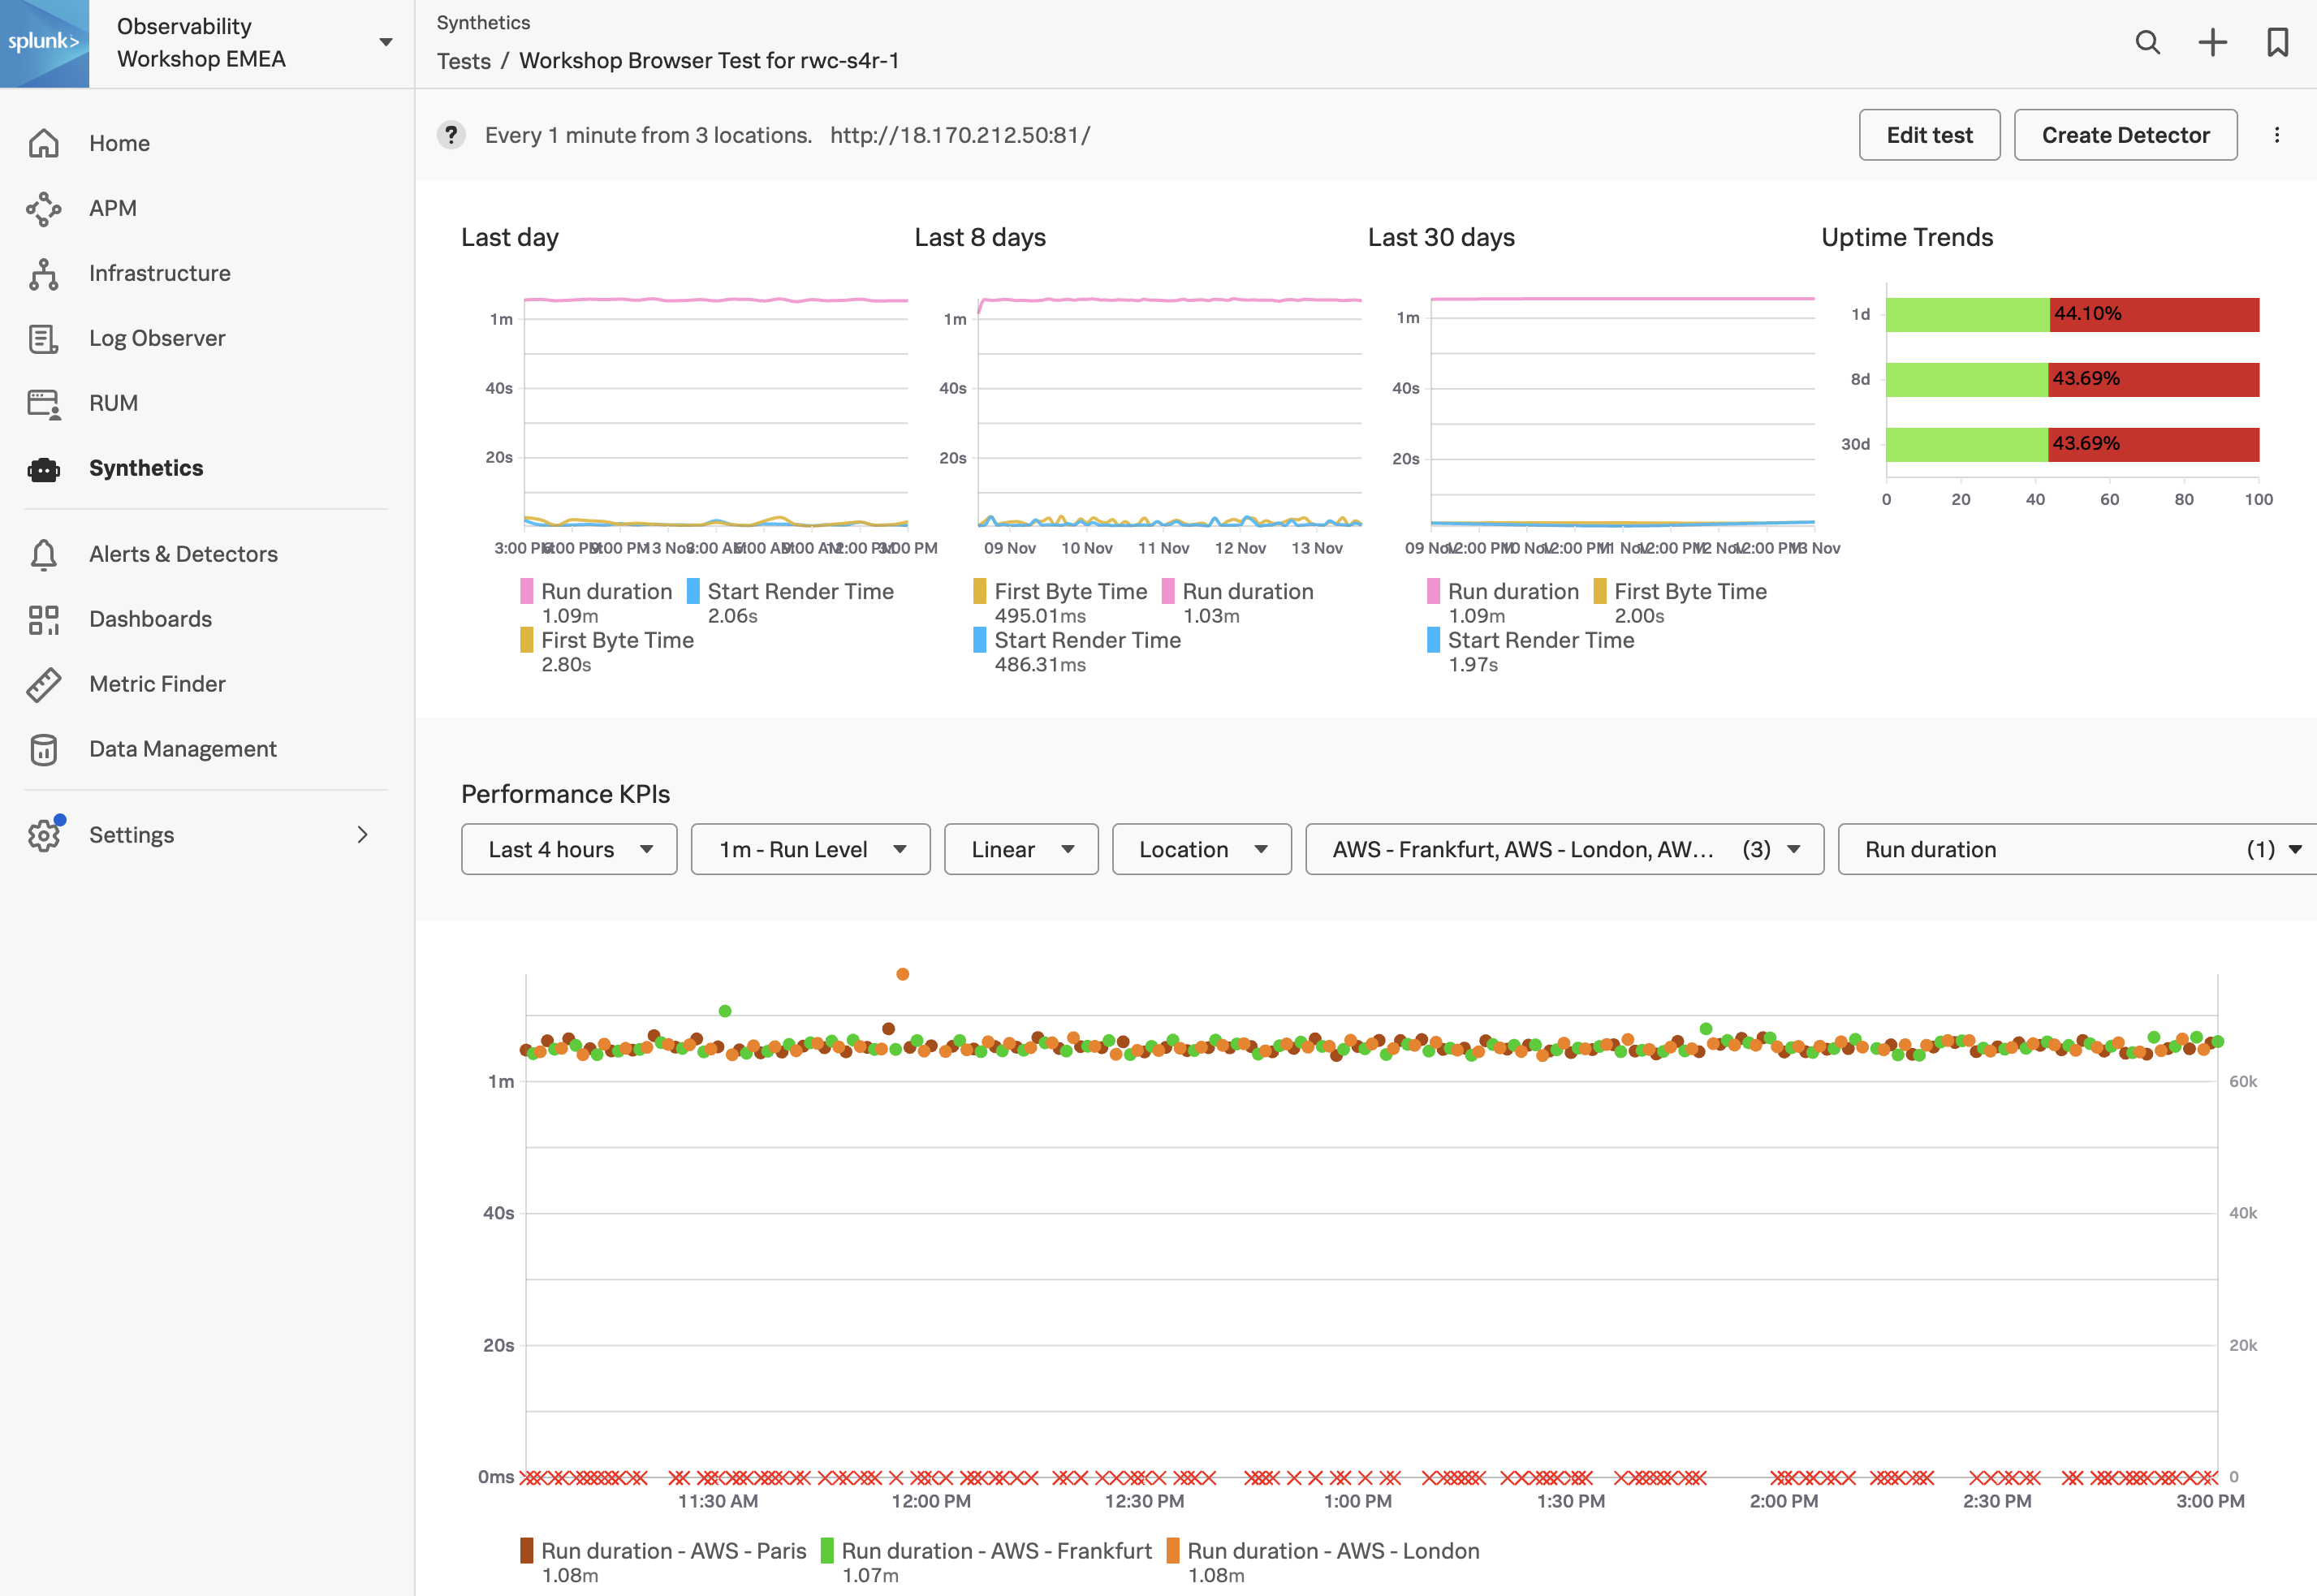 splunk>
Observability
Workshop EMEA
Synthetics
Tests / Workshop Browser Test for rwc-s4r-1
Home
APM
Infrastructure
Log Observer
RUM
Synthetics
Alerts & Detectors
Dashboards
Metric Finder
Data Management
Settings
? Every 1 minute from 3 locations. http://18.170.212.50:81/
Edit test
Create Detector
Last day
1m
40s
20s
3:00 PM 6:00 PM 9:00 PM 13 Nov 3:00 AM 6:00 AM 9:00 AM 12:00 PM 3:00 PM
Run duration Start Render Time
1.09m 2.06s
First Byte Time
2.80s
Last 8 days
1m
40s
20s
09 Nov 10 Nov 11 Nov 12 Nov 13 Nov
First Byte Time Run duration
495.01ms 1.03m
Start Render Time
486.31ms
Last 30 days
1m
40s
20s
09 Nov 12:00 PM 10 Nov 12:00 PM 11 Nov 12:00 PM 12 Nov 12:00 PM 13 Nov
Run duration First Byte Time
1.09m 2.00s
Start Render Time
1.97s
Uptime Trends
1d 44.10%
8d 43.69%
30d 43.69%
0 20 40 60 80 100
Performance KPIs
Last 4 hours
1m - Run Level
Linear
Location
AWS - Frankfurt, AWS - London, AW... (3)
Run duration (1)
1m 60k
40s 40k
20s 20k
0ms 0
11:30 AM 12:00 PM 12:30 PM 1:00 PM 1:30 PM 2:00 PM 2:30 PM 3:00 PM
Run duration - AWS - Paris Run duration - AWS - Frankfurt Run duration - AWS - London
1.08m 1.07m 1.08m